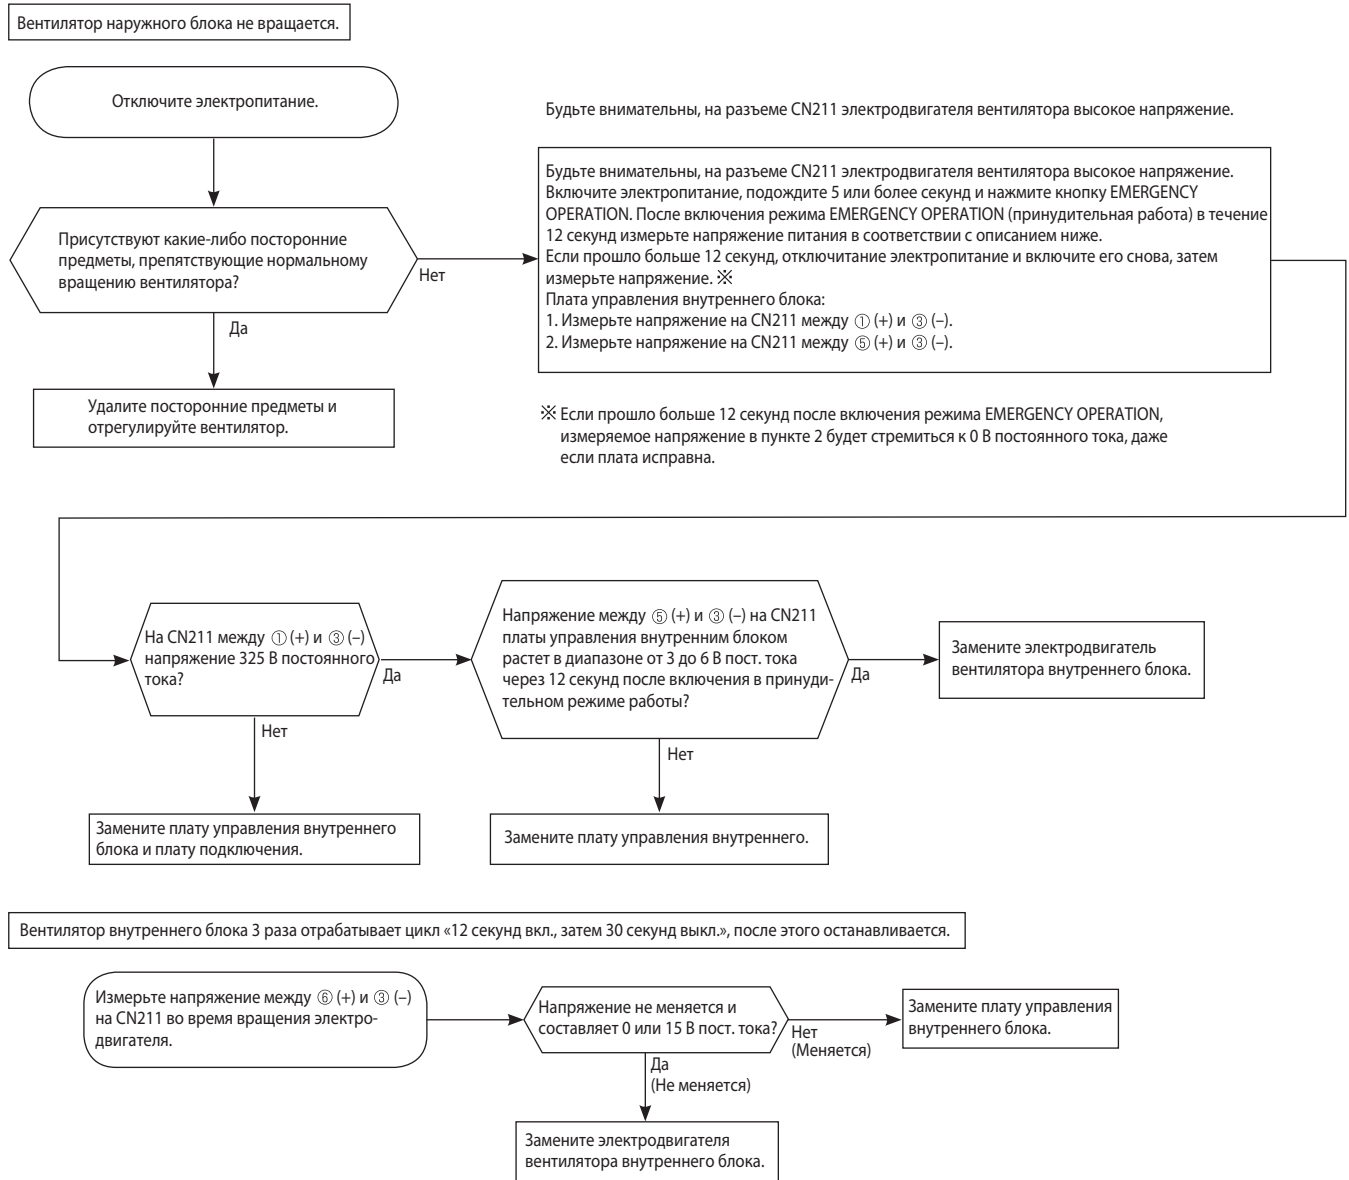 Вентилятор наружного блока не вращается.
Отключите электропитание.
Присутствуют какие-либо посторонние
предметы, препятствующие нормальному
вращению вентилятора?
Нет
Да
Удалите посторонние предметы и
отрегулируйте вентилятор.
Будьте внимательны, на разъеме CN211 электродвигателя вентилятора высокое напряжение.
Будьте внимательны, на разъеме CN211 электродвигателя вентилятора высокое напряжение.
Включите электропитание, подождите 5 или более секунд и нажмите кнопку EMERGENCY
OPERATION. После включения режима EMERGENCY OPERATION (принудительная работа) в течение
12 секунд измерьте напряжение питания в соответствии с описанием ниже.
Если прошло больше 12 секунд, отключитание электропитание и включите его снова, затем
измерьте напряжение. ※
Плата управления внутреннего блока:
1. Измерьте напряжение на CN211 между ① (+) и ③ (–).
2. Измерьте напряжение на CN211 между ⑤ (+) и ③ (–).
※ Если прошло больше 12 секунд после включения режима EMERGENCY OPERATION,
измеряемое напряжение в пункте 2 будет стремиться к 0 В постоянного тока, даже
если плата исправна.
На CN211 между ① (+) и ③ (–)
напряжение 325 В постоянного
тока?
Да
Нет
Замените плату управления внутреннего
блока и плату подключения.
Напряжение между ⑤ (+) и ③ (–) на CN211
платы управления внутренним блоком
растет в диапазоне от 3 до 6 В пост. тока
через 12 секунд после включения в принуди-
тельном режиме работы?
Да
Нет
Замените плату управления внутреннего.
Замените электродвигатель
вентилятора внутреннего блока.
Вентилятор внутреннего блока 3 раза отрабатывает цикл «12 секунд вкл., затем 30 секунд выкл.», после этого останавливается.
Измерьте напряжение между ⑥ (+) и ③ (–)
на CN211 во время вращения электро-
двигателя.
Напряжение не меняется и
составляет 0 или 15 В пост. тока?
Нет
(Меняется)
Замените плату управления
внутреннего блока.
Да
(Не меняется)
Замените электродвигателя
вентилятора внутреннего блока.